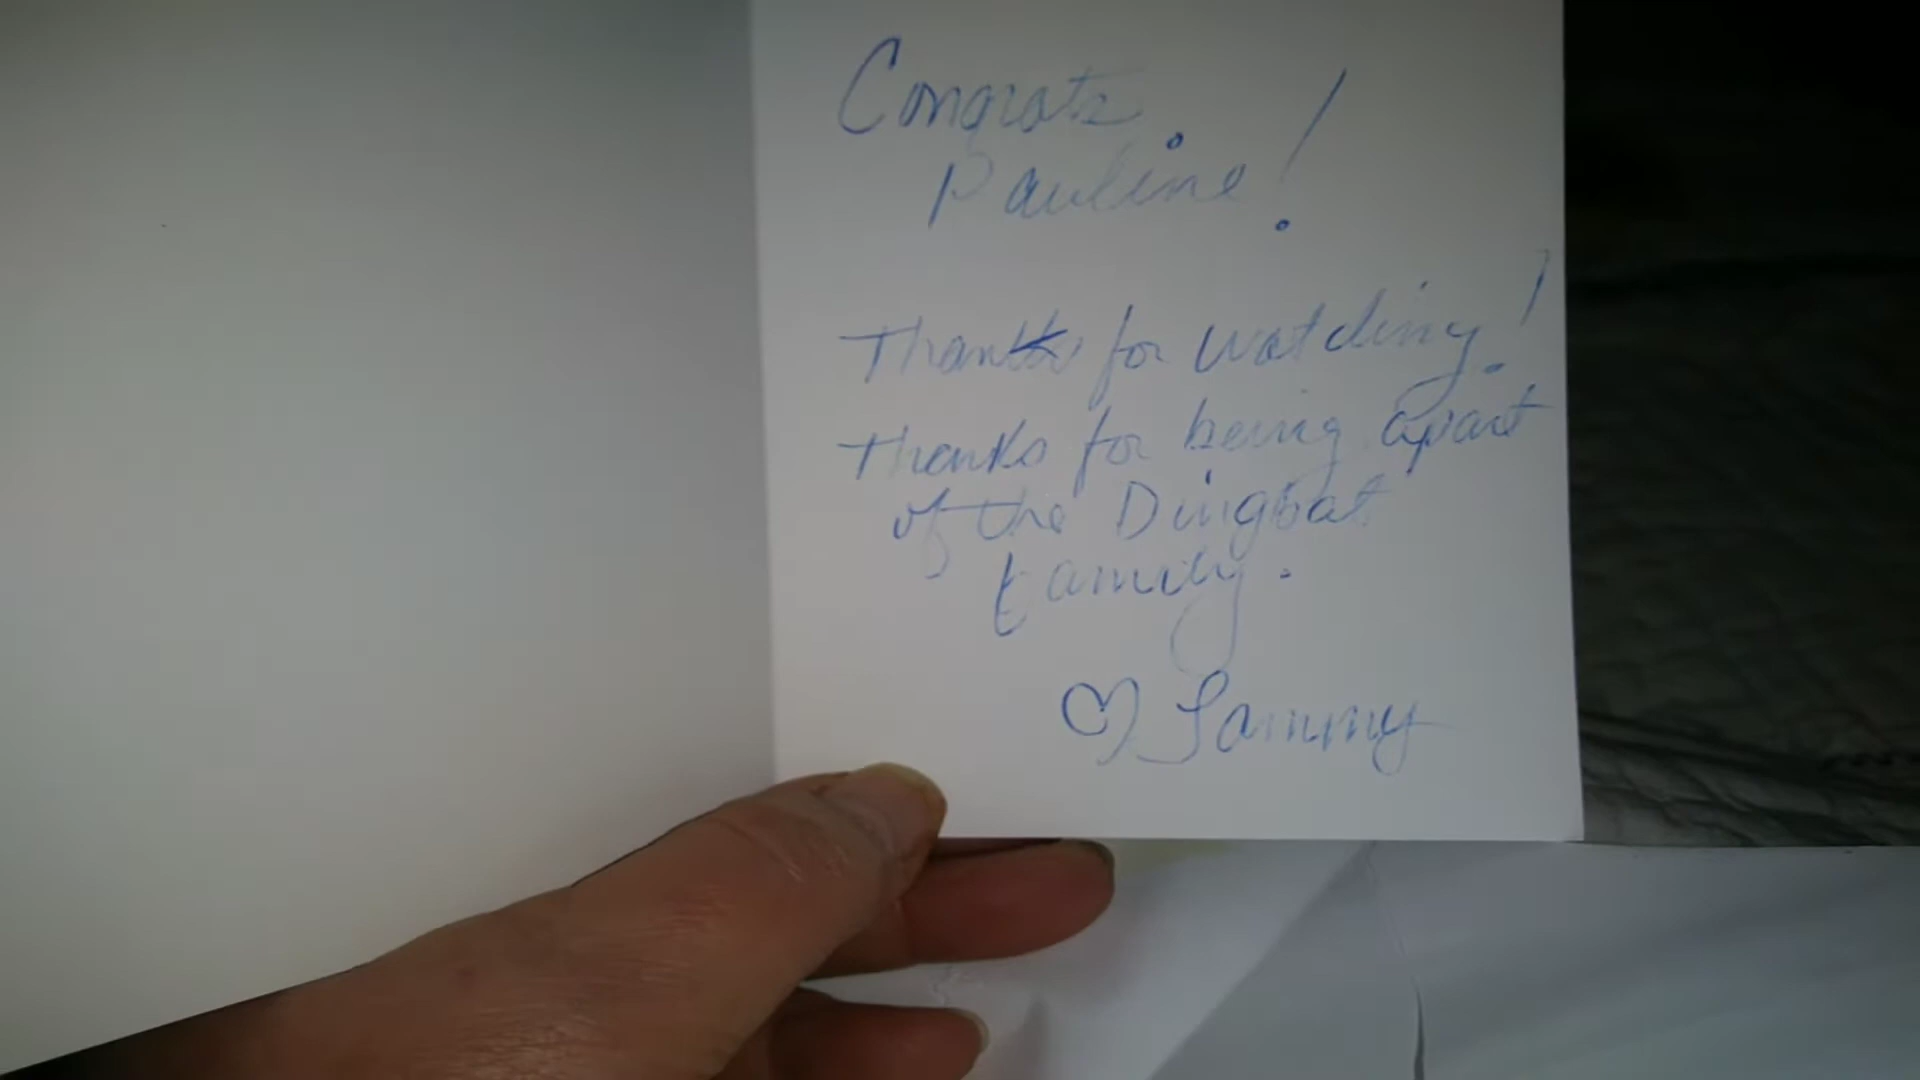 Congrats
Pauline!
Thanks for watching!
Thanks for being apart
of the Dingbat
family.
♡ Sammy